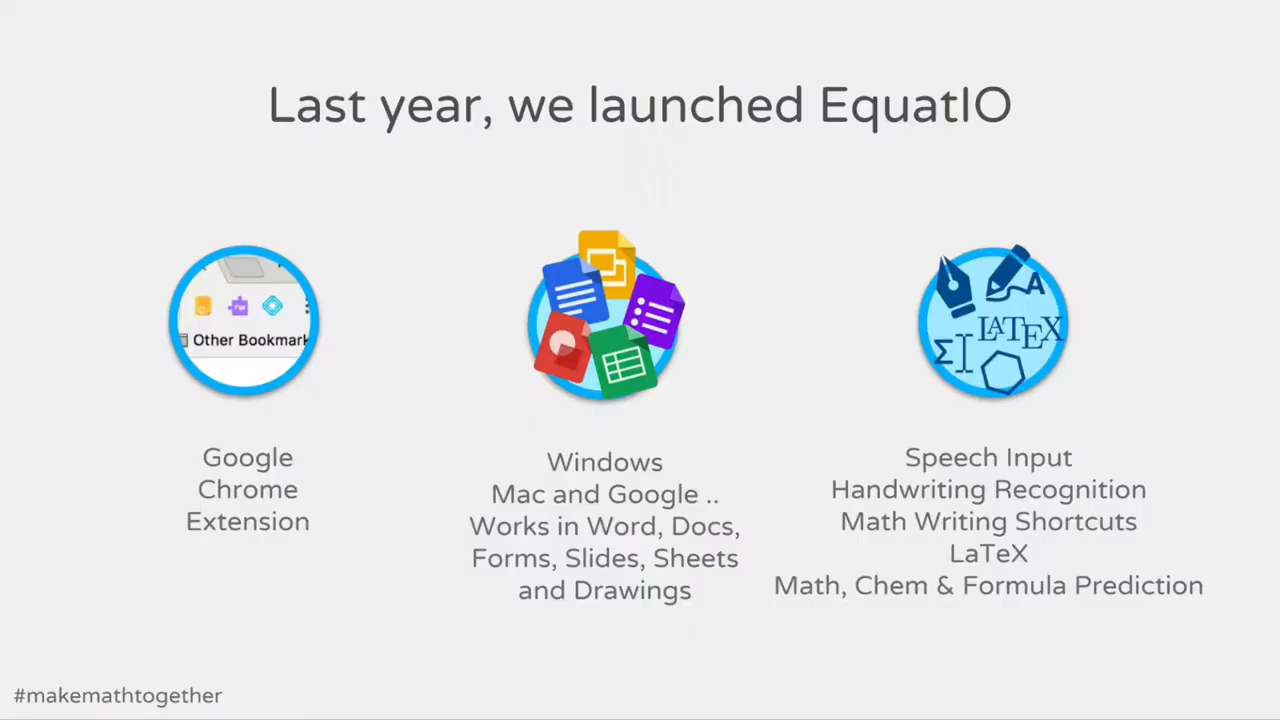 Last year, we launched EquatIO
Other Bookmark
A
LATEX
Σ
Google
Chrome
Extension
Windows
Mac and Google ..
Works in Word, Docs,
Forms, Slides, Sheets
and Drawings
Speech Input
Handwriting Recognition
Math Writing Shortcuts
LaTeX
Math, Chem & Formula Prediction
#makemathtogether